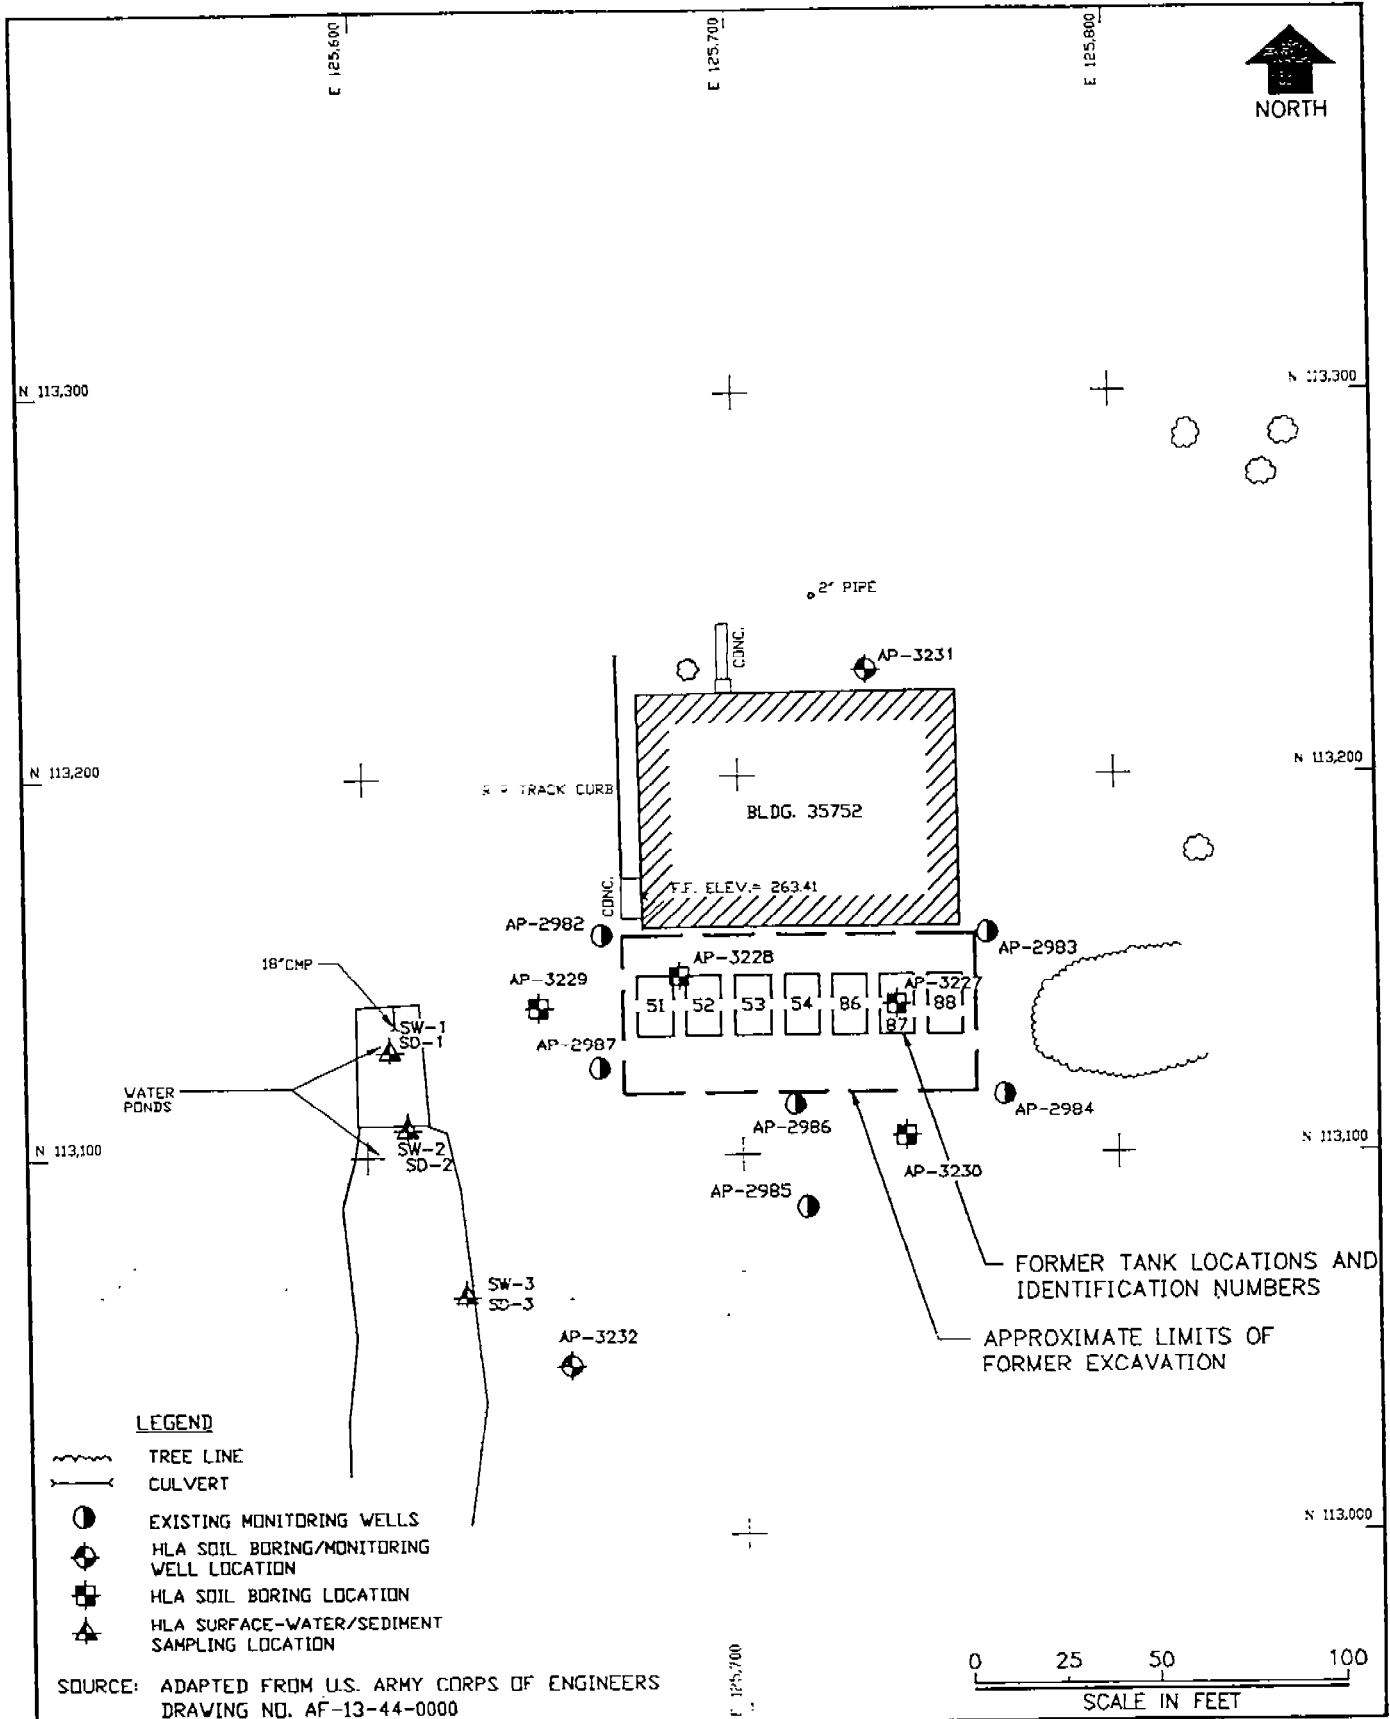 E 125,600
E 125,700
E 125,800
NORTH
N 113,300
N 113,300
2" PIPE
CONC.
AP-3231
N 113,200
N 113,200
TRACK CURB
BLDG. 35752
CONC.
F.F. ELEV.= 263.41
AP-2982
AP-2983
18"CMP
AP-3228
AP-3229
AP-3227
51
52
53
54
86
87
88
SW-1
SD-1
AP-2987
WATER
PONDS
AP-2984
AP-2986
SW-2
SD-2
N 113,100
N 113,100
AP-3230
AP-2985
FORMER TANK LOCATIONS AND
IDENTIFICATION NUMBERS
SW-3
SD-3
AP-3232
APPROXIMATE LIMITS OF
FORMER EXCAVATION
LEGEND
TREE LINE
CULVERT
EXISTING MONITORING WELLS
N 113,000
HLA SOIL BORING/MONITORING
WELL LOCATION
HLA SOIL BORING LOCATION
HLA SURFACE-WATER/SEDIMENT
SAMPLING LOCATION
E 125,700
0 25 50 100
SCALE IN FEET
SOURCE: ADAPTED FROM U.S. ARMY CORPS OF ENGINEERS
DRAWING NO. AF-13-44-0000